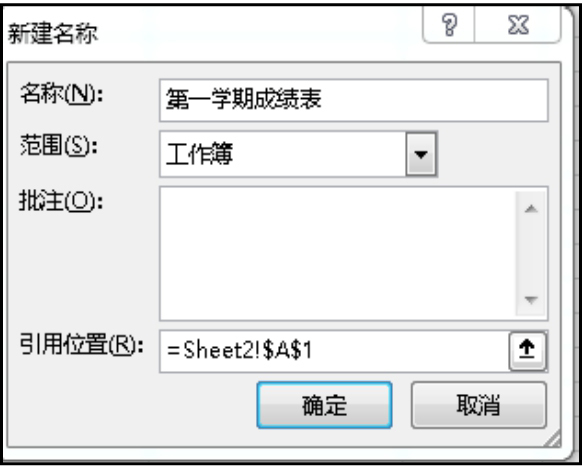 新建名称
名称(N): 第一学期成绩表
范围(S): 工作簿
批注(O):
引用位置(R): =Sheet2!$A$1
确定 取消